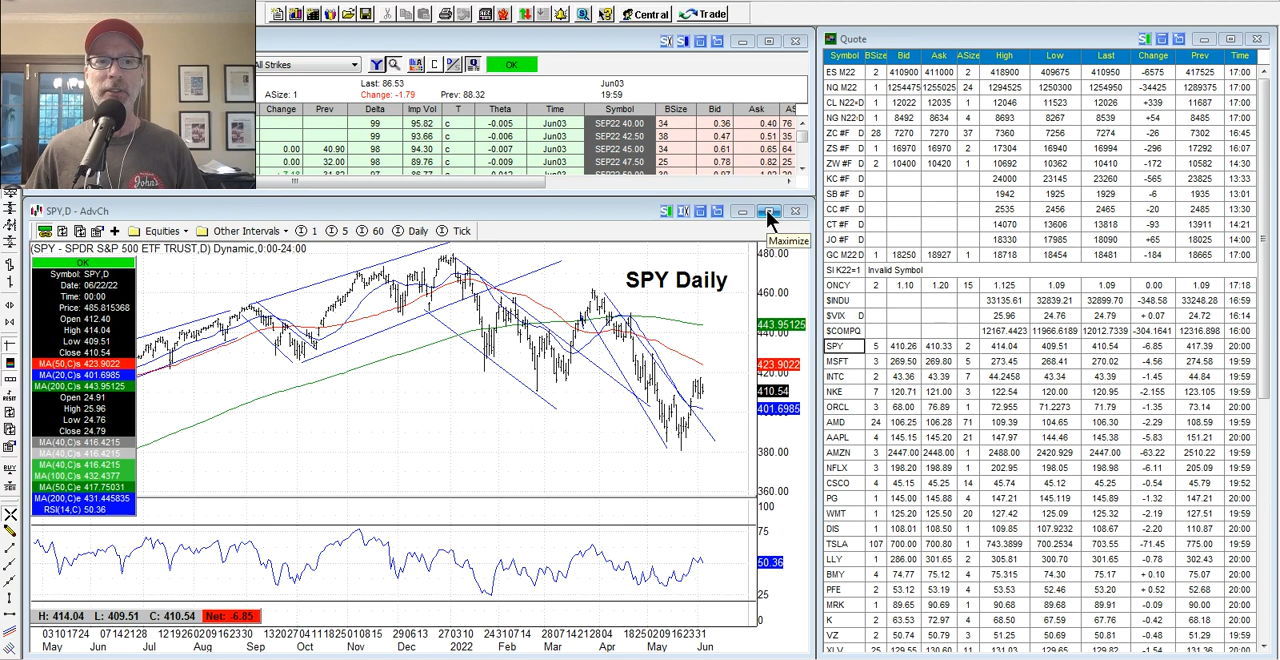 Central
Trade
All Strikes
OK
Last: 86.53
Jun03
ASize: 1
Change: -1.79
Prev: 88.32
19:59
Change Prev Delta Imp Vol T Theta Time Symbol BSize Bid Ask AS
99 95.82 c -0.005 Jun03 SEP22 40.00 34 0.36 0.40 76
99 93.66 c -0.006 Jun03 SEP22 42.50 38 0.47 0.51 35
0.00 40.90 98 94.30 c -0.007 Jun03 SEP22 45.00 34 0.61 0.65 64
0.00 32.00 98 89.76 c -0.009 Jun03 SEP22 47.50 25 0.78 0.82 25
SPY,D - AdvCh
Maximize
Equities Other Intervals 1 5 60 Daily Tick
(SPY - SPDR S&P 500 ETF TRUST,D) Dynamic,0:00-24:00
SPY Daily
OK
Symbol: SPY,D
Date: 06/22/22
Time: 00:00
Price: 485.815368
Open 412.40
High 414.04
Low 409.51
Close 410.54
MA(50,C)s 423.9022
MA(20,C)s 401.6985
MA(200,C)s 443.95125
Open 24.91
High 25.96
Low 24.76
Close 24.79
MA(40,C)s 416.4215
MA(40,C)s 416.4215
MA(40,C)s 416.4215
MA(100,C)s 432.4377
MA(50,C)e 417.75031
MA(200,C)e 431.445835
RSI(14,C) 50.36
480.00
460.00
443.95125
440.00
423.9022
420.00
410.54
401.6985
380.00
360.00
100
75
50.36
25
0
H: 414.04 L: 409.51 C: 410.54 Net: -6.85
May Jun Jul Aug Sep Oct Nov Dec 2022 Feb Mar Apr May Jun
Quote
Symbol BSize Bid Ask ASize High Low Last Change Prev Time
ES M22 2 410900 411000 2 418900 409675 410950 -6575 417525 17:00
NQ M22 1 1254475 1255025 24 1294525 1250300 1254950 -34425 1289375 17:00
CL N22 D 1 12022 12035 1 12046 11523 12026 +339 11687 17:00
NG N22 D 1 8492 8634 4 8693 8267 8539 +54 8485 17:00
ZC #F D 28 7270 7270 37 7360 7256 7274 -26 7302 16:45
ZS #F D 1 16970 16970 2 17304 16940 16994 -296 17292 16:07
ZW #F D 2 10400 10420 1 10692 10362 10410 -172 10582 14:30
KC #F D 24000 23145 23260 -565 23825 13:33
SB #F D 1942 1925 1929 -6 1935 13:01
CC #F D 2535 2456 2468 -20 2485 13:30
CT #F D 14070 13606 13818 -93 13911 14:21
JO #F D 18330 17985 18090 +65 18025 14:00
GC M22 D 1 18250 18927 1 18718 18454 18481 -184 18665 17:00
SI K22=1 Invalid Symbol
ONCY 2 1.10 1.20 15 1.125 1.09 1.09 0.00 1.09 17:18
$INDU 33135.61 32839.21 32899.70 -348.58 33248.28 16:59
$VIX D 25.96 24.76 24.79 + 0.07 24.72 16:14
$COMPQ 12167.4423 11966.6189 12012.7339 -304.1641 12316.898 16:00
SPY 5 410.26 410.33 2 414.04 409.51 410.54 -6.85 417.39 20:00
MSFT 3 269.50 269.80 5 273.45 268.41 270.02 -4.56 274.58 19:59
INTC 2 43.36 43.39 7 44.2458 43.34 43.39 -1.45 44.84 19:59
NKE 7 120.71 121.00 3 122.54 120.00 120.95 -2.155 123.105 19:59
ORCL 3 68.00 76.89 1 72.955 71.2273 71.79 -1.35 73.14 20:00
AMD 24 106.25 106.28 71 109.39 104.65 106.30 -2.29 108.59 20:00
AAPL 4 145.15 145.20 21 147.97 144.46 145.38 -5.83 151.21 20:00
AMZN 2 2447.00 2448.00 1 2488.00 2420.929 2447.00 -63.22 2510.22 19:59
NFLX 3 198.20 198.89 1 202.95 198.05 198.98 -6.11 205.09 19:59
CSCO 4 45.15 45.25 14 45.74 45.12 45.25 -0.54 45.79 19:52
PG 1 145.00 145.88 4 147.21 145.119 145.89 -1.32 147.21 20:00
WMT 3 125.20 125.50 20 127.42 125.09 125.32 -2.19 127.51 20:00
DIS 1 108.01 108.50 1 109.85 107.9232 108.67 -2.20 110.87 20:00
TSLA 107 700.00 700.80 1 743.3899 700.2534 703.55 -71.45 775.00 19:59
LLY 1 286.00 301.65 2 305.81 300.70 301.65 -0.78 302.43 20:00
BMY 4 74.77 75.12 4 75.315 74.30 75.17 + 0.10 75.07 20:00
PFE 2 53.12 53.19 4 53.53 52.46 53.20 + 0.52 52.68 20:00
MRK 1 89.65 90.69 1 90.68 89.68 89.91 -0.09 90.00 20:00
K 2 63.53 72.97 4 68.50 67.59 67.76 -0.42 68.18 20:00
VZ 2 50.74 50.79 3 51.25 50.69 50.81 -0.48 51.29 20:00